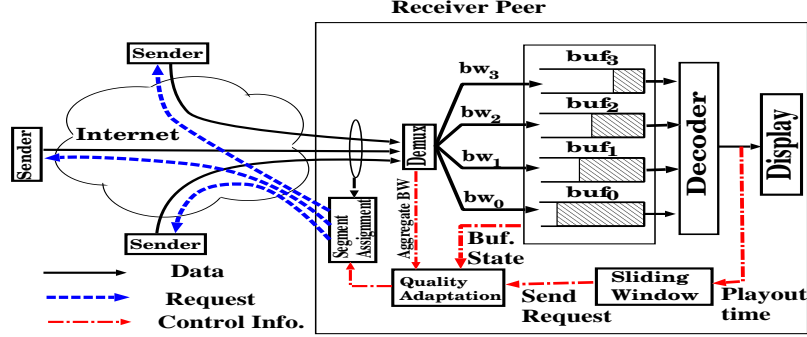 Receiver Peer
Sender
Internet
Sender
Sender
Demux
bw3
bw2
bw1
bw0
buf3
buf2
buf1
buf0
Decoder
Display
Segment
Assignment
Aggregate BW
Buf.
State
Quality
Adaptation
Send
Request
Sliding
Window
Playout
time
Data
Request
Control Info.